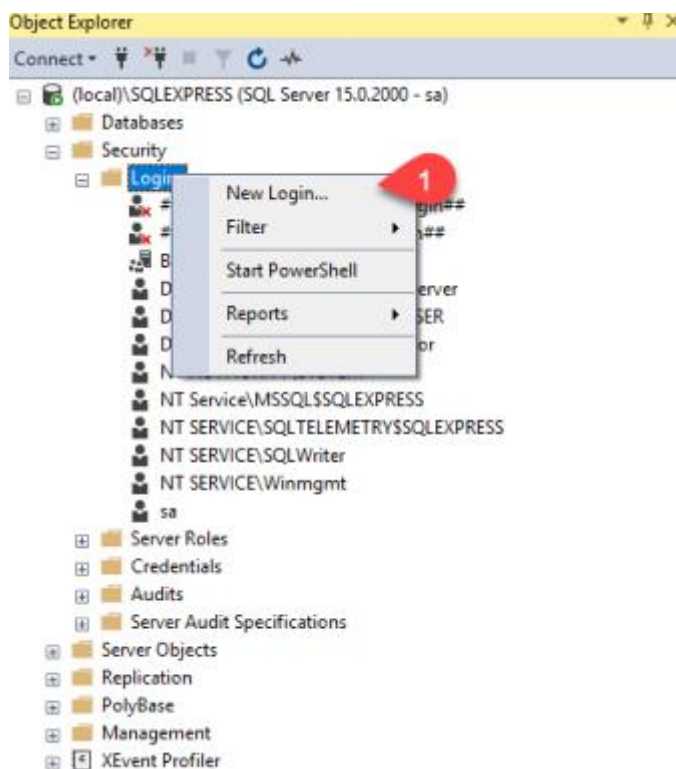 Object Explorer
Connect
(local)\SQLEXPRESS (SQL Server 15.0.2000 - sa)
Databases
Security
New Login...
1
Filter
Start PowerShell
Reports
Refresh
NT Service\MSSQL$SQLEXPRESS
NT SERVICE\SQLTELEMETRY$SQLEXPRESS
NT SERVICE\SQLWriter
NT SERVICE\Winmgmt
sa
Server Roles
Credentials
Audits
Server Audit Specifications
Server Objects
Replication
PolyBase
Management
XEvent Profiler